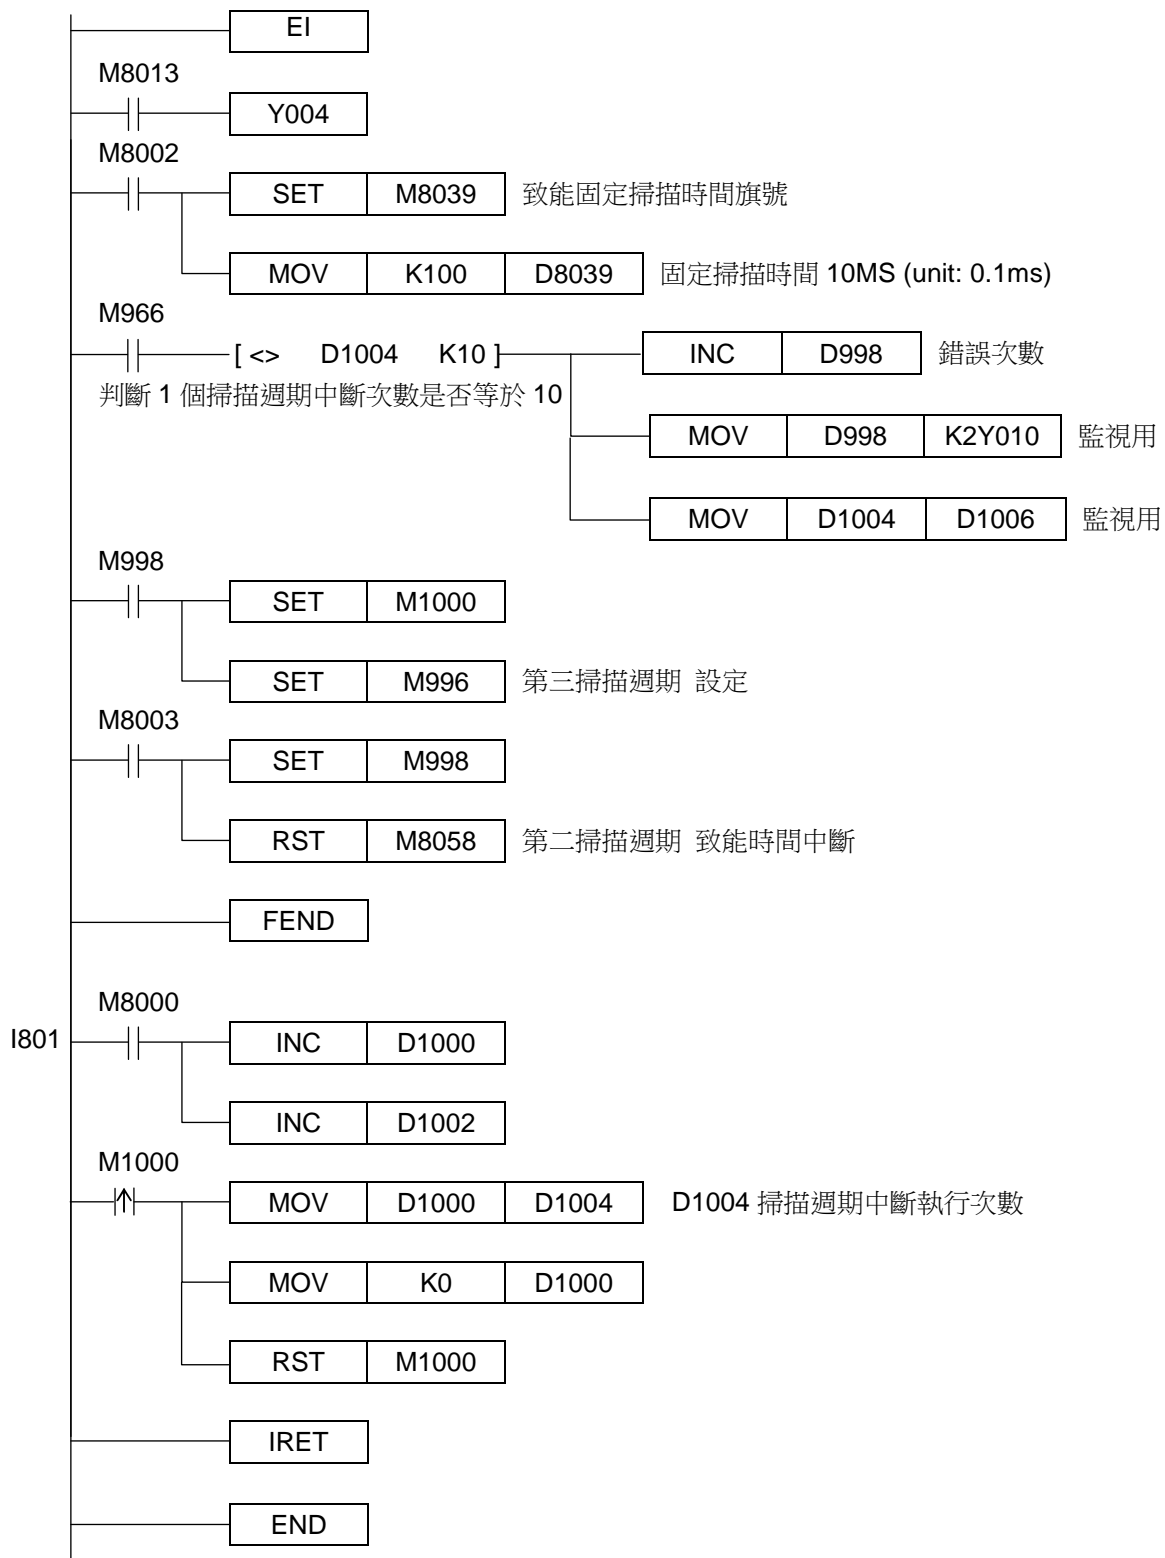 EI
M8013
Y004
M8002
SET M8039 致能固定掃描時間旗號
MOV K100 D8039 固定掃描時間 10MS (unit: 0.1ms)
M966
[ <> D1004 K10 ] INC D998 錯誤次數
判斷 1 個掃描週期中斷次數是否等於 10
MOV D998 K2Y010 監視用
MOV D1004 D1006 監視用
M998
SET M1000
SET M996 第三掃描週期 設定
M8003
SET M998
RST M8058 第二掃描週期 致能時間中斷
FEND
M8000
I801 INC D1000
INC D1002
M1000
MOV D1000 D1004 D1004 掃描週期中斷執行次數
MOV K0 D1000
RST M1000
IRET
END